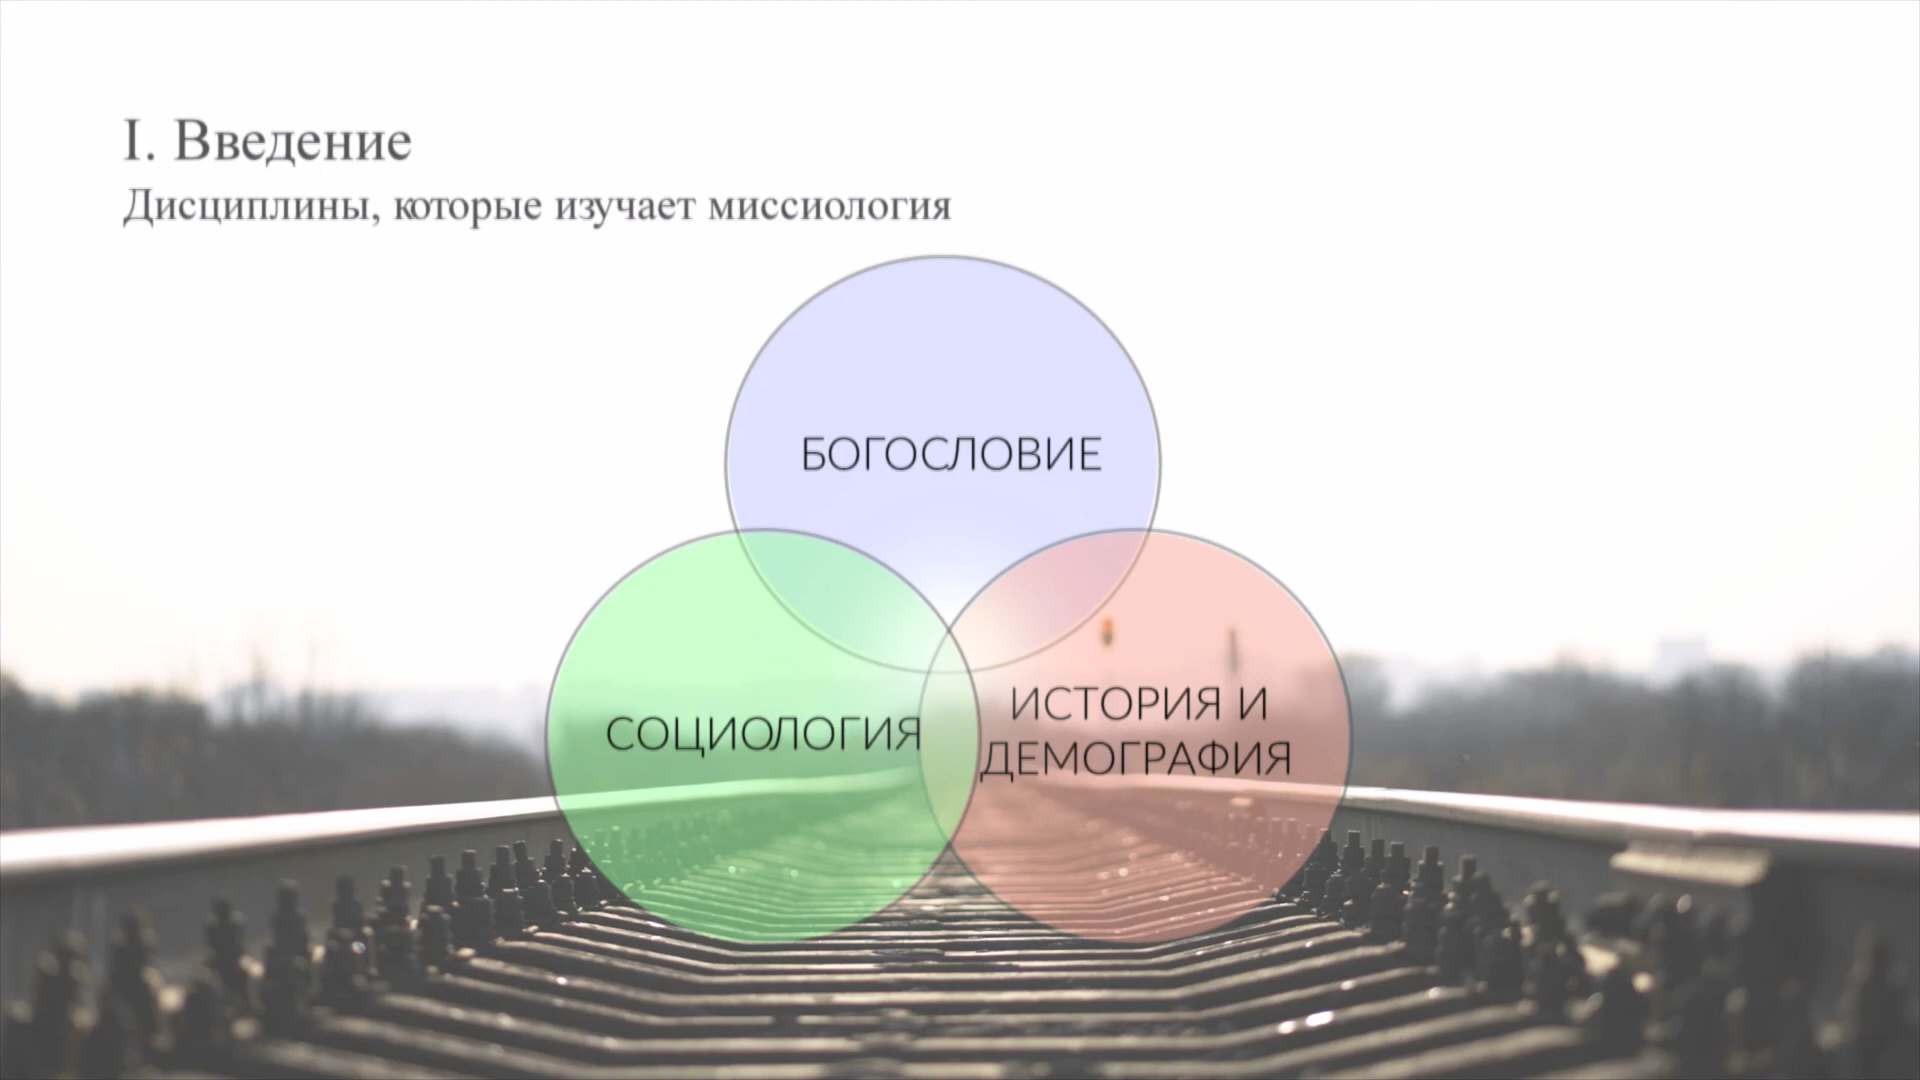 I. Введение
Дисциплины, которые изучает миссиология
БОГОСЛОВИЕ
СОЦИОЛОГИЯ
ИСТОРИЯ И
ДЕМОГРАФИЯ